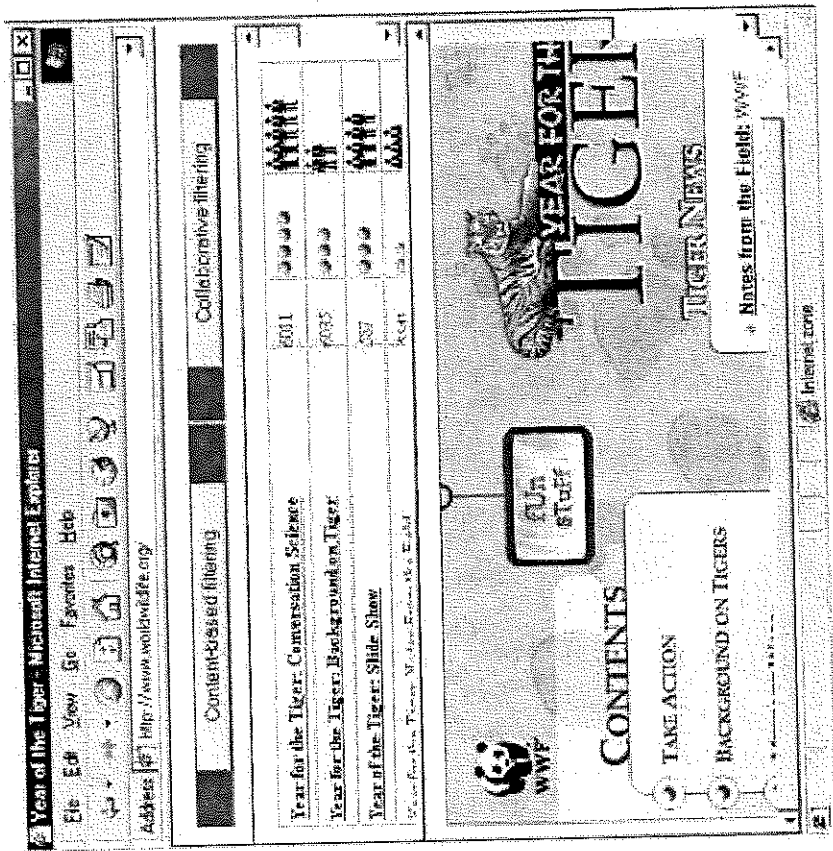 Year of the Tiger - Microsoft Internet Explorer
File Edit View Go Favorites Help
Address http://www.worldwildlife.org/
Content-based filtering Collaborative filtering
Year for the Tiger: Conversation Science
Year for the Tiger: Background on Tiger
Year of the Tiger: Slide Show
WWF
FUn
STuFF
YEAR FOR TH
TIGER
CONTENTS
TAKE ACTION
BACKGROUND ON TIGERS
TIGER NEWS
Notes from the Field: WWF
Internet zone